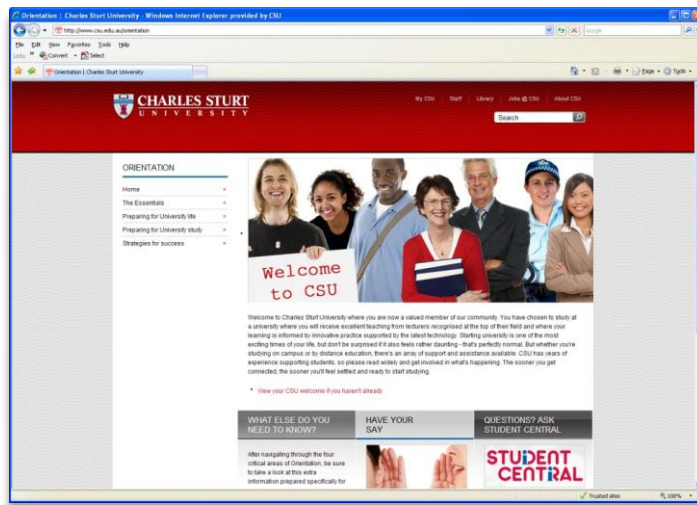 Orientation | Charles Sturt University - Windows Internet Explorer provided by CSU
http://www.csu.edu.au/orientation
Google
File Edit View Favorites Tools Help
Links Convert Select
Orientation | Charles Sturt University
Page Tools
CHARLES STURT
UNIVERSITY
My CSU Staff Library Jobs @ CSU About CSU
Search
ORIENTATION
Home
The Essentials
Preparing for University life
Preparing for University study
Strategies for success
Welcome
to CSU
Welcome to Charles Sturt University where you are now a valued member of our community. You have chosen to study at
a university where you will receive excellent teaching from lecturers recognised at the top of their field and where your
learning is informed by innovative practice supported by the latest technology. Starting university is one of the most
exciting times of your life, but don't be surprised if it also feels rather daunting - that's perfectly normal. But whether you're
studying on campus or by distance education, there's an array of support and assistance available. CSU has years of
experience supporting students, so please read widely and get involved in what's happening. The sooner you get
connected, the sooner you'll feel settled and ready to start studying.
View your CSU welcome if you haven't already
WHAT ELSE DO YOU
NEED TO KNOW?
HAVE YOUR
SAY
QUESTIONS? ASK
STUDENT CENTRAL
After navigating through the four
critical areas of Orientation, be sure
to take a look at this extra
information prepared specifically for
STUDENT
CENTRAL
Trusted sites
100%